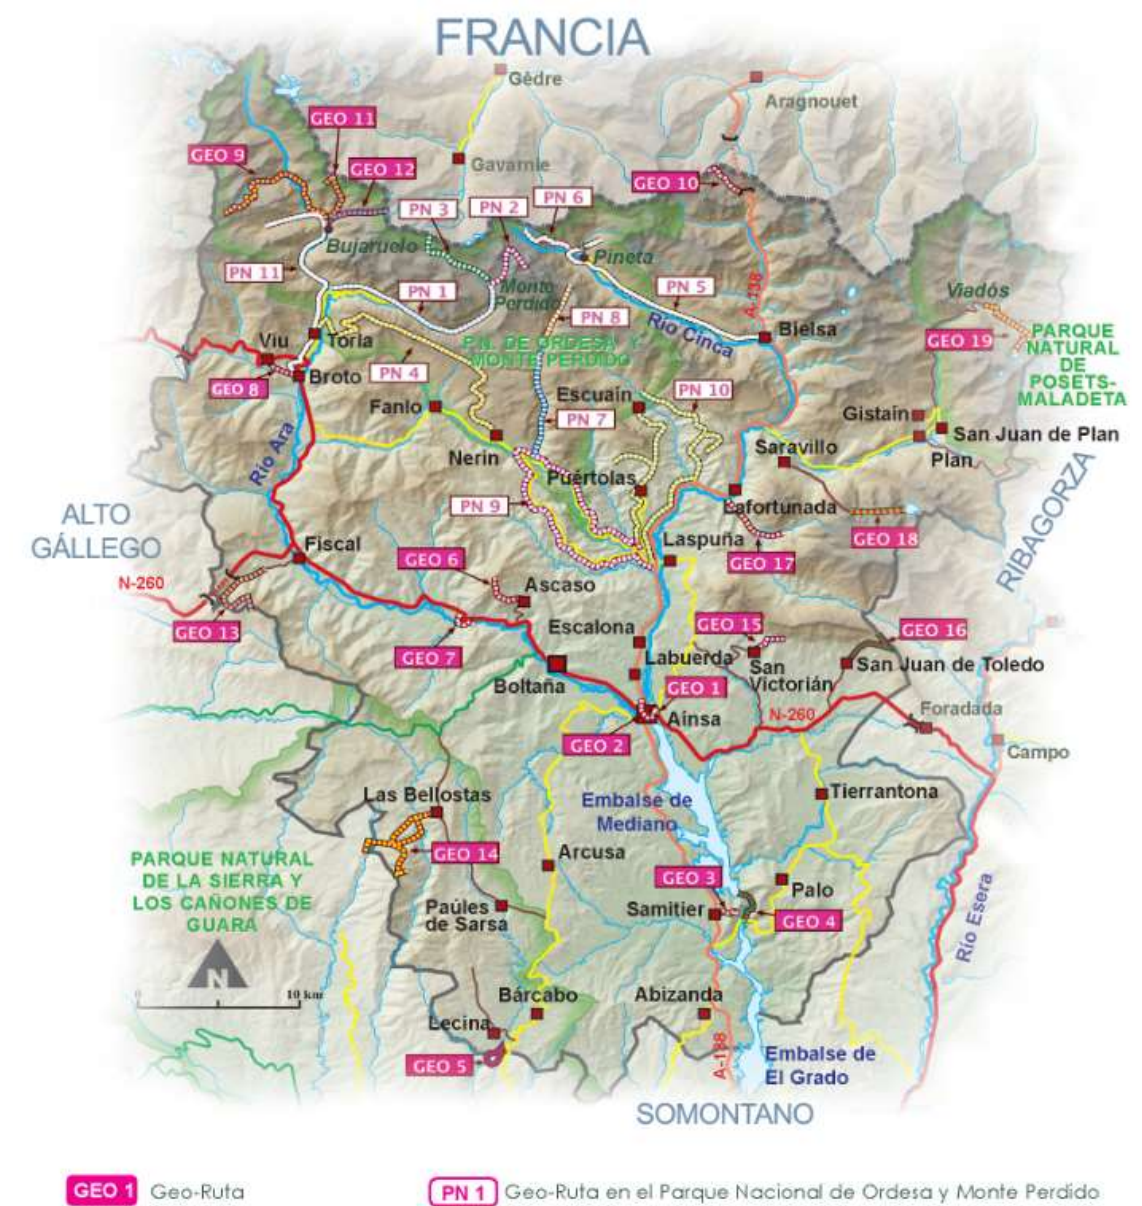 FRANCIA
Gèdre
Aragnouet
GEO 11
GEO 9
GEO 12
Gavarnie
GEO 10
PN 3
PN 2
PN 6
Bujaruelo
Pineta
PN 11
PN 1
Monte
Perdido
PN 5
A-138
Viadós
PN 8
Río Cinca
Bielsa
Viu
Torla
P.N. DE ORDESA Y
MONTE PERDIDO
GEO 19
PARQUE
NATURAL
DE
POSETS-
MALADETA
GEO 8
Broto
PN 4
Fanlo
Escuaín
PN 10
PN 7
Gistaín
San Juan de Plan
Plan
Río Ara
Nerín
Saravillo
Puértolas
PN 9
Lafortunada
ALTO
GÁLLEGO
RIBAGORZA
Fiscal
Laspuña
GEO 18
GEO 17
GEO 6
Ascaso
N-260
GEO 13
GEO 7
Escalona
GEO 15
GEO 16
Labuerda
San
Victorián
San Juan de Toledo
Boltaña
GEO 1
Aínsa
N-260
Foradada
GEO 2
Campo
Las Bellostas
Embalse de
Mediano
Tierrantona
GEO 14
Arcusa
PARQUE NATURAL
DE LA SIERRA Y
LOS CAÑONES DE
GUARA
GEO 3
Palo
Paúles
de Sarsa
Samitier
GEO 4
Río Esera
N
0
10 km
Bárcabo
Abizanda
Lecina
GEO 5
A-138
Embalse de
El Grado
SOMONTANO
GEO 1 Geo-Ruta
PN 1 Geo-Ruta en el Parque Nacional de Ordesa y Monte Perdido